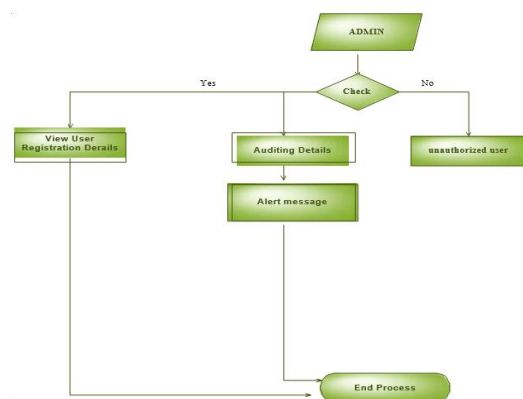 ADMIN
Check
Yes
No
View User
Registration Derails
Auditing Details
unauthorized user
Alert message
End Process